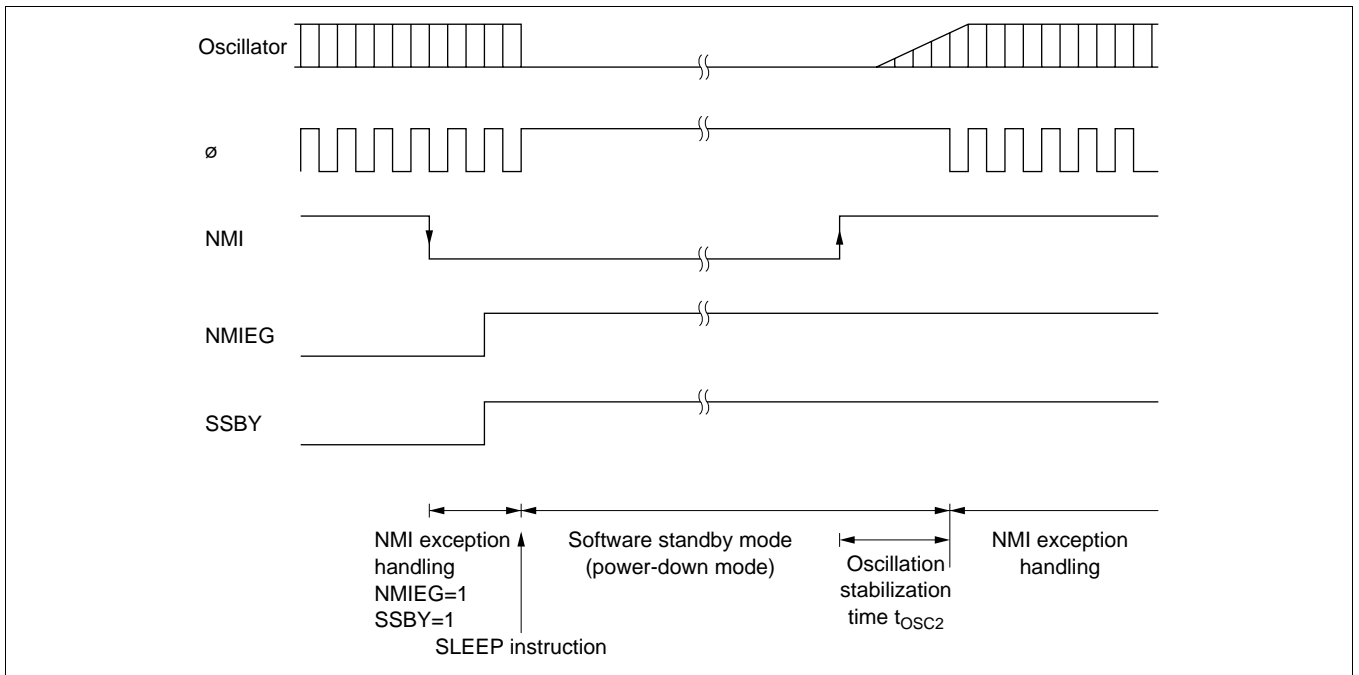 Oscillator
ø
NMI
NMIEG
SSBY
NMI exception
handling
NMIEG=1
SSBY=1
SLEEP instruction
Software standby mode
(power-down mode)
Oscillation
stabilization
time tOSC2
NMI exception
handling